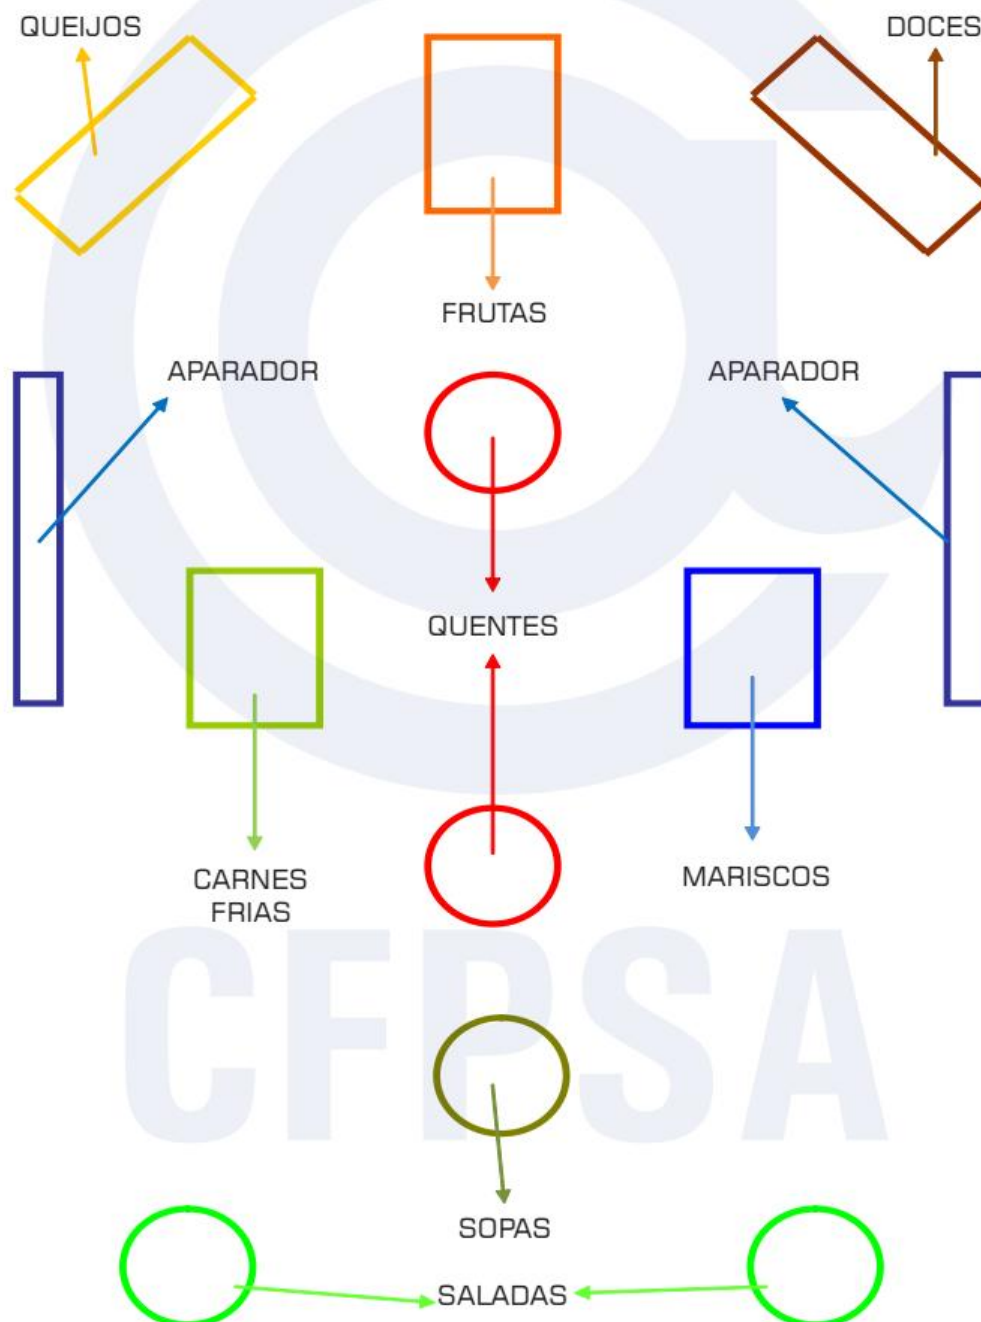 QUEIJOS
DOCES
FRUTAS
APARADOR
APARADOR
QUENTES
CARNES
FRIAS
MARISCOS
CFPSA
SOPAS
SALADAS